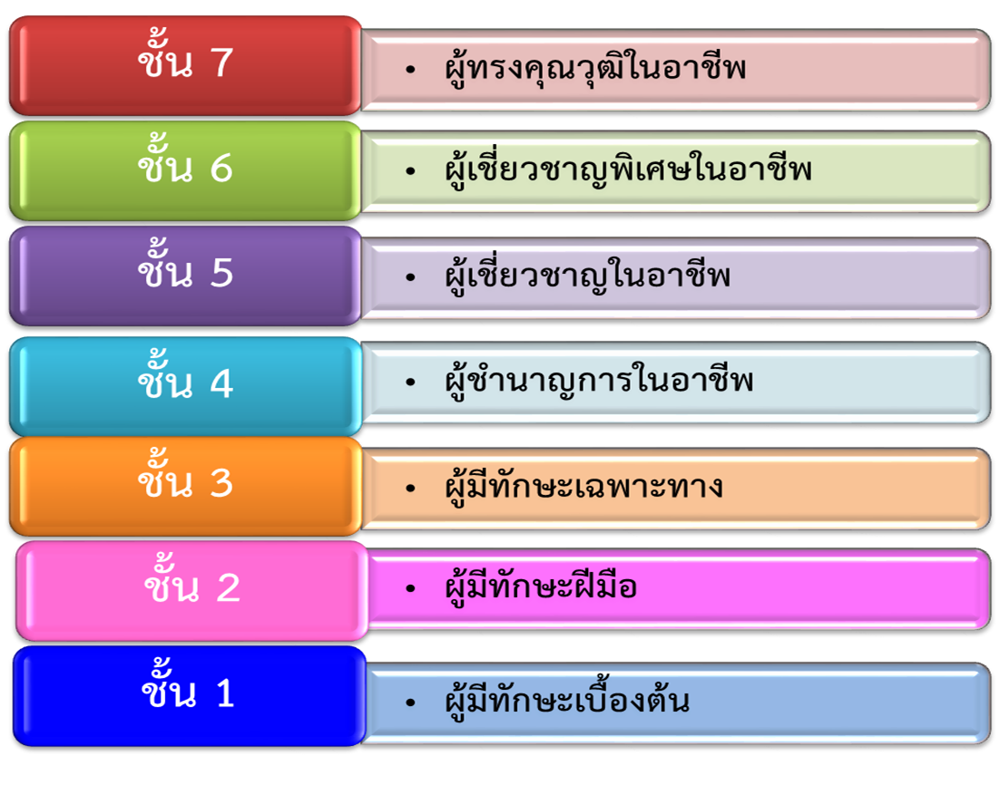 ชั้น 7
• ผู้ทรงคุณวุฒิในอาชีพ
ชั้น 6
• ผู้เชี่ยวชาญพิเศษในอาชีพ
ชั้น 5
• ผู้เชี่ยวชาญในอาชีพ
ชั้น 4
• ผู้ชำนาญการในอาชีพ
ชั้น 3
• ผู้มีทักษะเฉพาะทาง
ชั้น 2
• ผู้มีทักษะฝีมือ
ชั้น 1
• ผู้มีทักษะเบื้องต้น